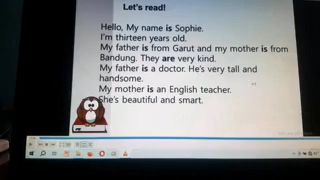 Let's read!
Hello, My name is Sophie.
I'm thirteen years old.
My father is from Garut and my mother is from
Bandung. They are very kind.
My father is a doctor. He's very tall and
handsome.
My mother is an English teacher.
She's beautiful and smart.